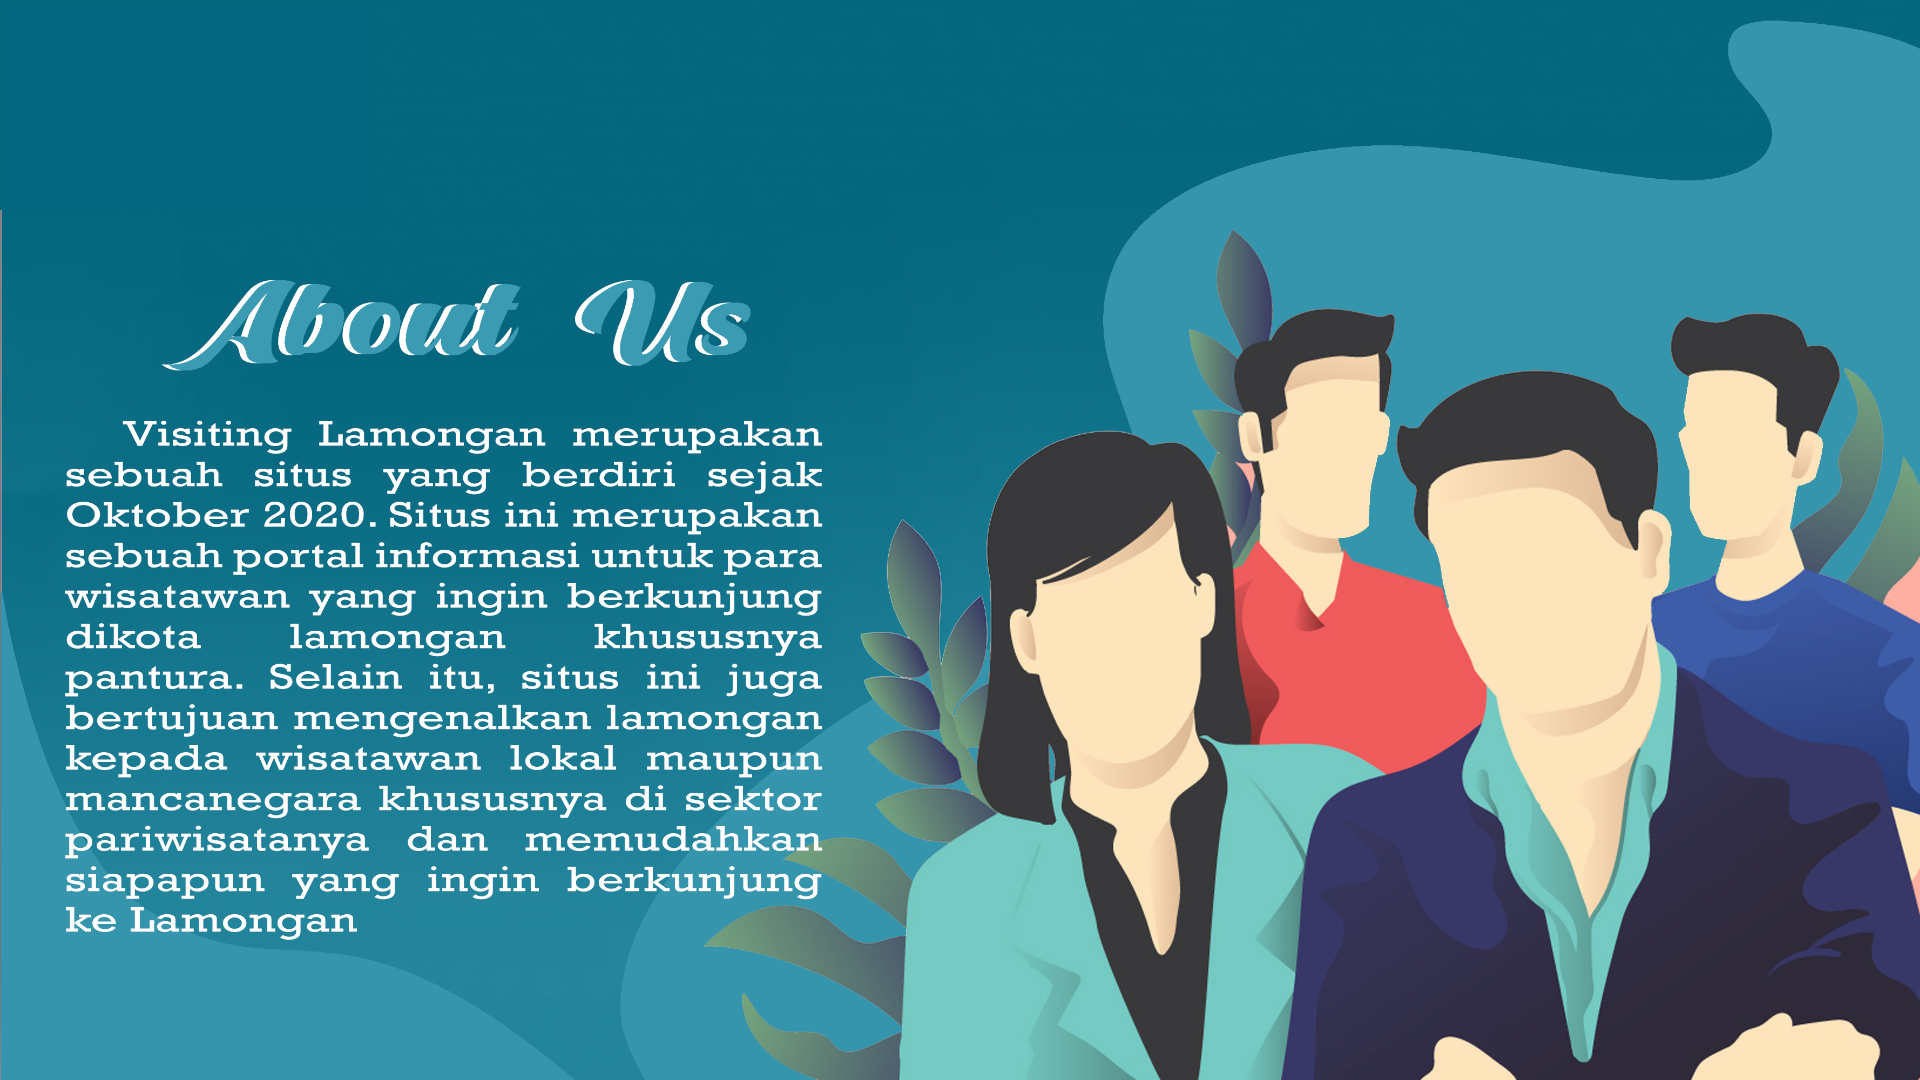 About Us
Visiting Lamongan merupakan
sebuah situs yang berdiri sejak
Oktober 2020. Situs ini merupakan
sebuah portal informasi untuk para
wisatawan yang ingin berkunjung
dikota lamongan khususnya
pantura. Selain itu, situs ini juga
bertujuan mengenalkan lamongan
kepada wisatawan lokal maupun
mancanegara khususnya di sektor
pariwisatanya dan memudahkan
siapapun yang ingin berkunjung
ke Lamongan